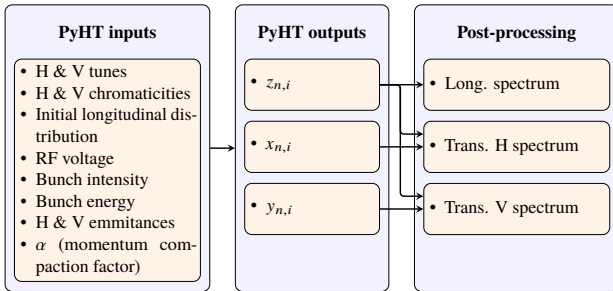 PyHT inputs
• H & V tunes
• H & V chromaticities
• Initial longitudinal dis-
tribution
• RF voltage
• Bunch intensity
• Bunch energy
• H & V emmitances
• α (momentum com-
paction factor)
PyHT outputs
• z_{n,i}
• x_{n,i}
• y_{n,i}
Post-processing
• Long. spectrum
• Trans. H spectrum
• Trans. V spectrum